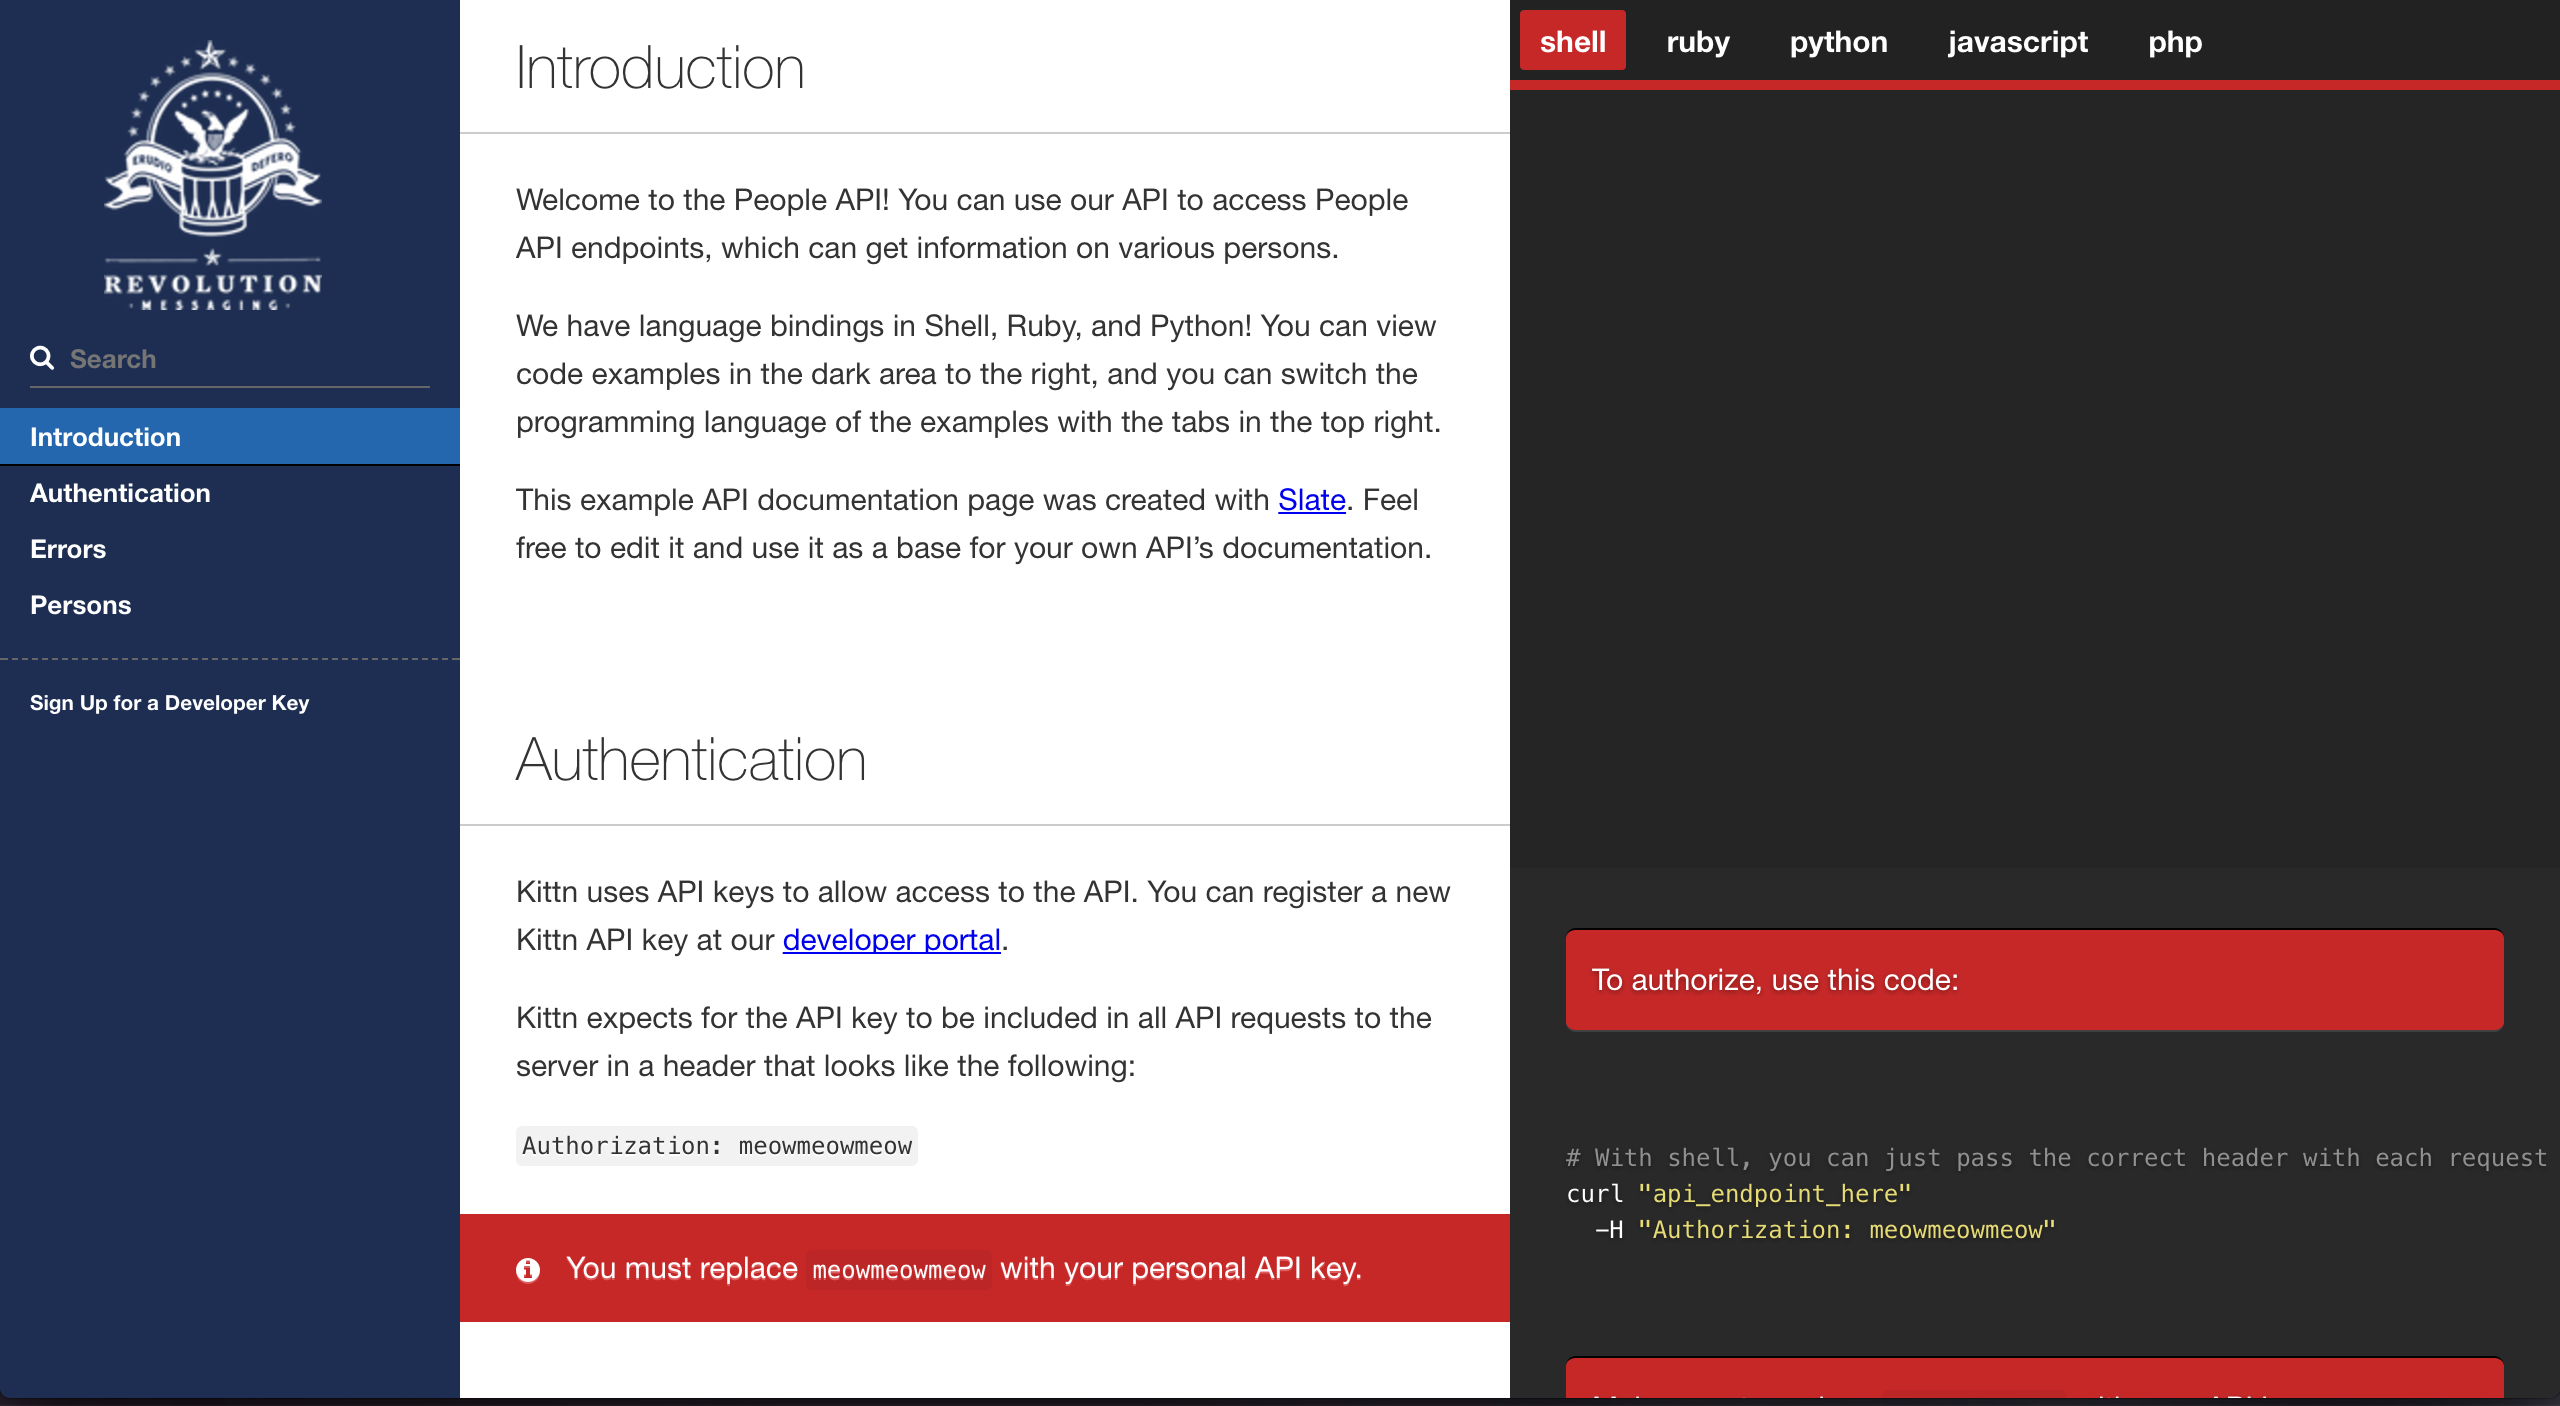 ERUDIO DEFERO
REVOLUTION
MESSAGING
Search
Introduction
Authentication
Errors
Persons
Sign Up for a Developer Key
Introduction
Welcome to the People API! You can use our API to access People
API endpoints, which can get information on various persons.
We have language bindings in Shell, Ruby, and Python! You can view
code examples in the dark area to the right, and you can switch the
programming language of the examples with the tabs in the top right.
This example API documentation page was created with Slate. Feel
free to edit it and use it as a base for your own API’s documentation.
Authentication
Kittn uses API keys to allow access to the API. You can register a new
Kittn API key at our developer portal.
Kittn expects for the API key to be included in all API requests to the
server in a header that looks like the following:
Authorization: meowmeowmeow
You must replace meowmeowmeow with your personal API key.
shell ruby python javascript php
To authorize, use this code:
# With shell, you can just pass the correct header with each request
curl "api_endpoint_here"
-H "Authorization: meowmeowmeow"